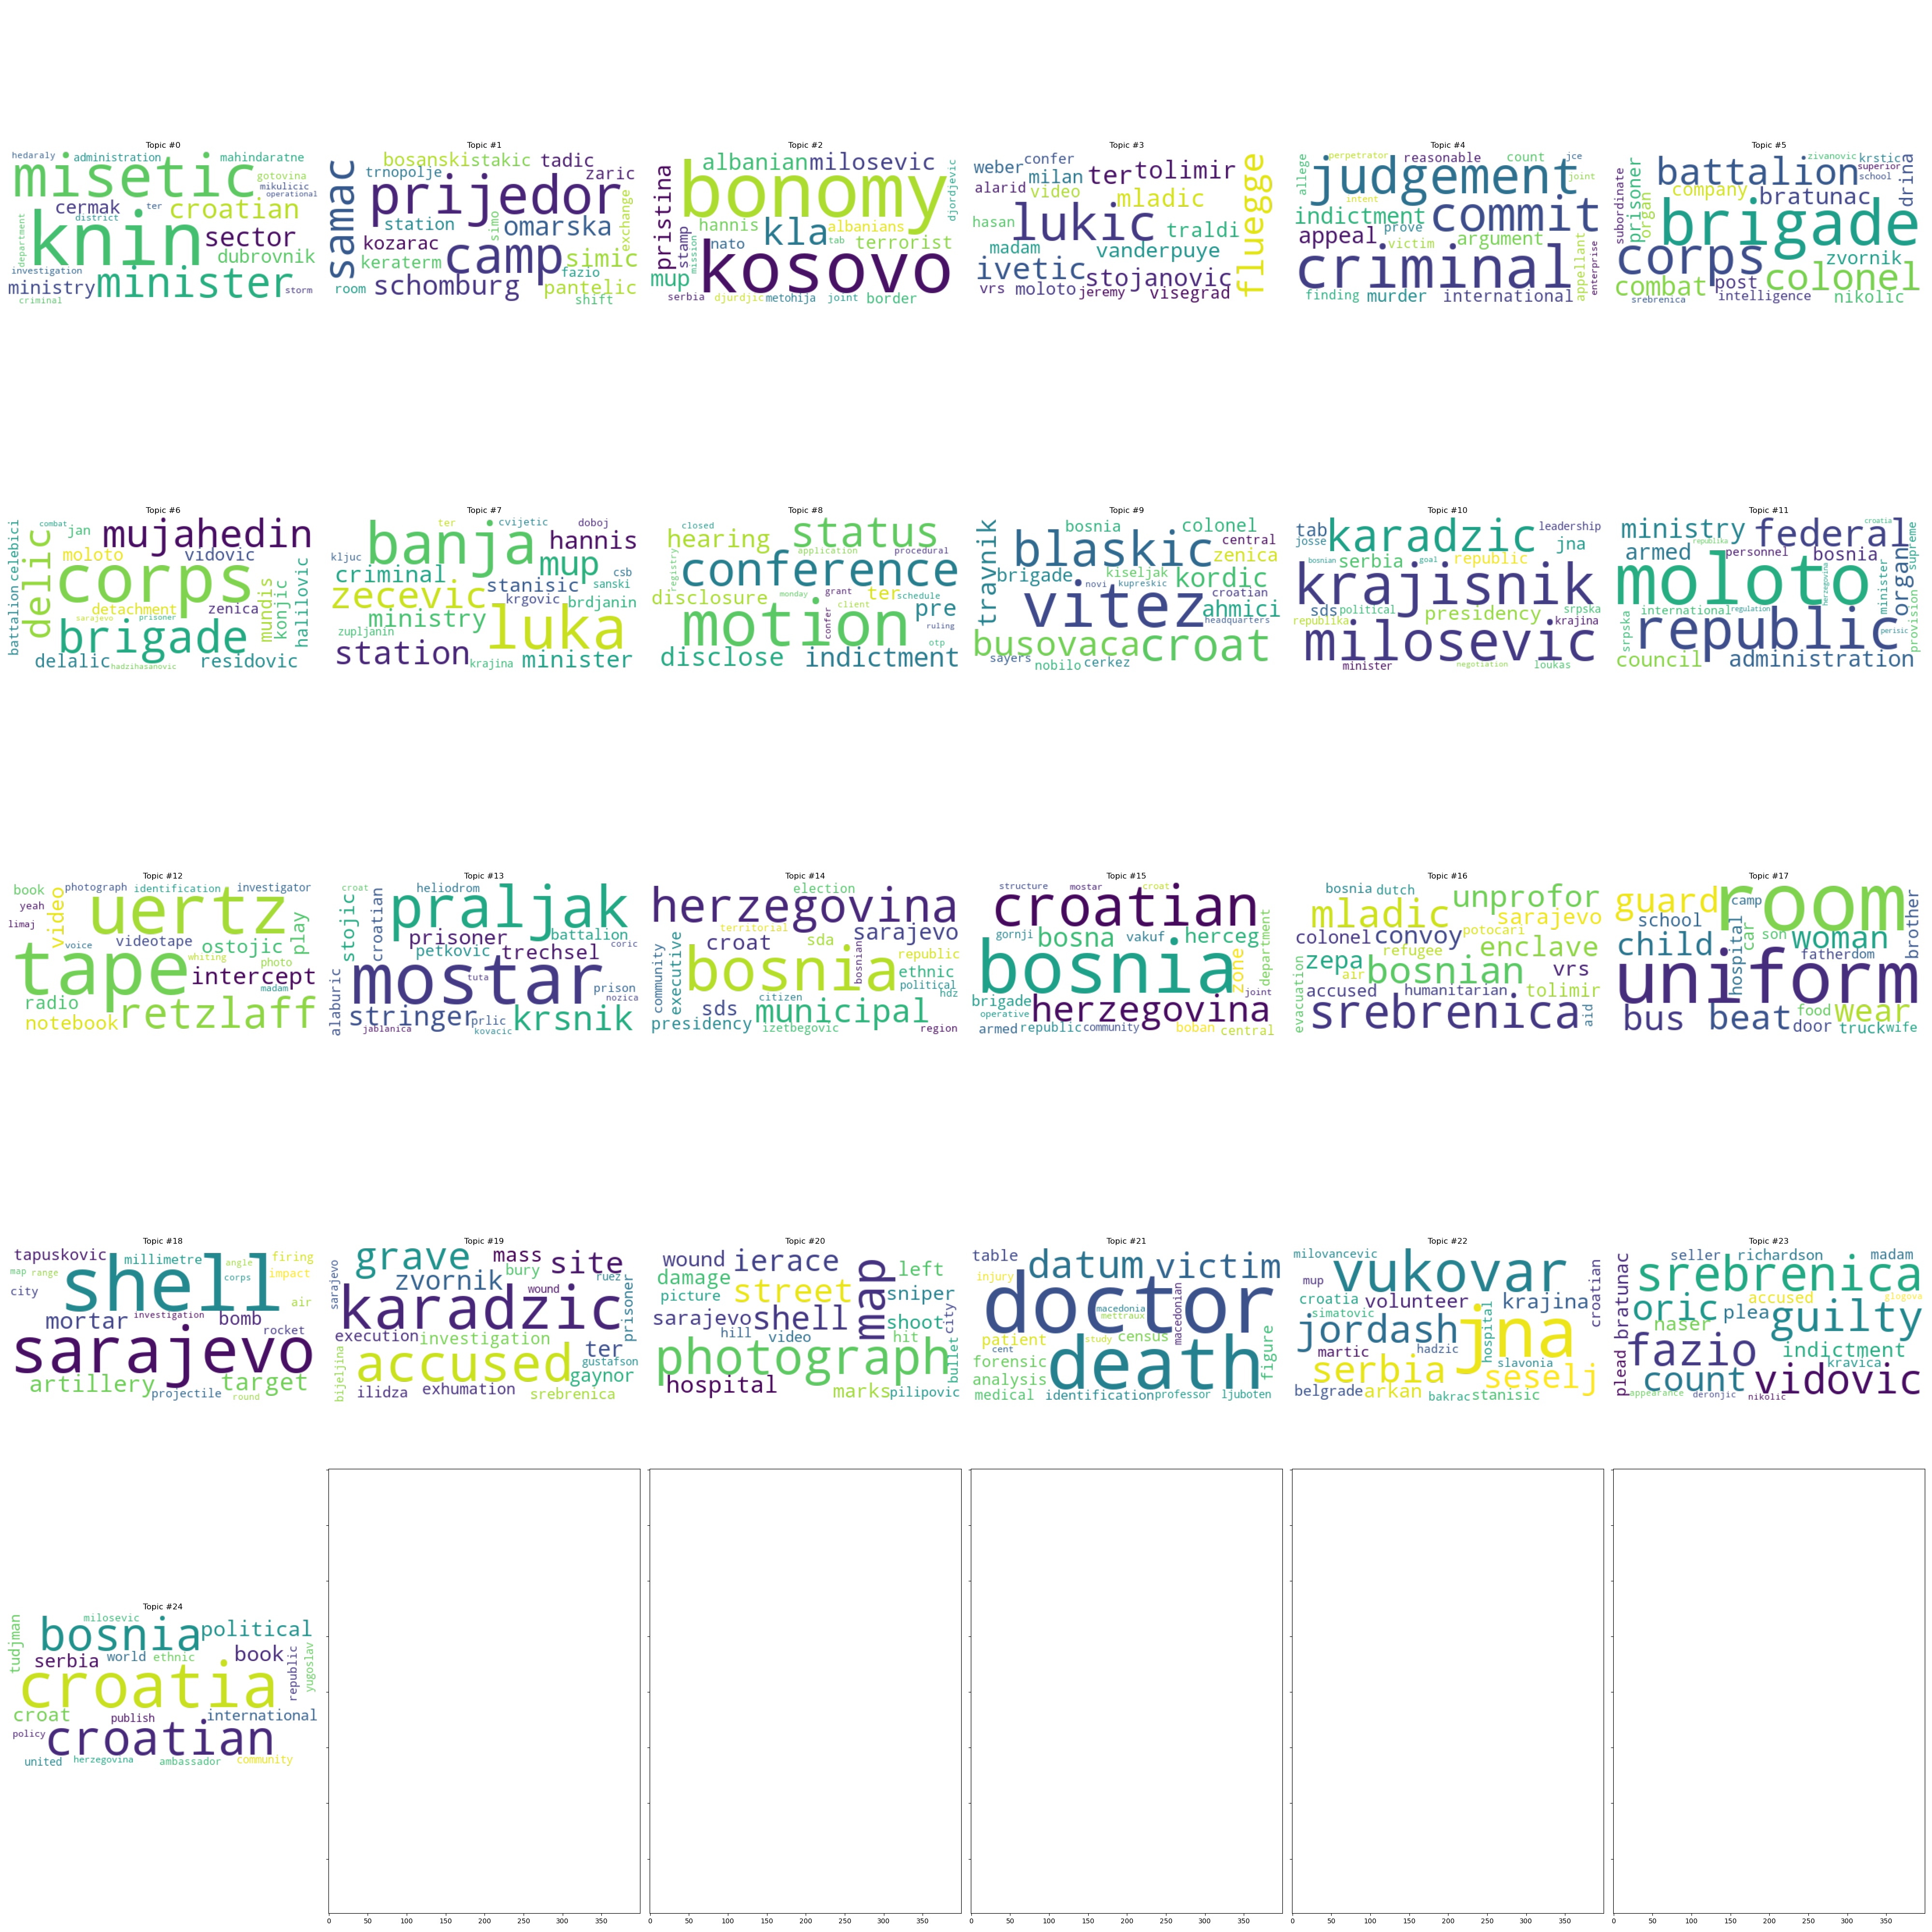 Topic #0
hedaraly administration mahindaratne
misetic gotovina
mikulicic
operational
cermak ter croatian
district
department knin sector
dubrovnik
investigation
ministry minister storm
criminal
Topic #1
bosanskistakic tadic
trnopolje zaric
samac prijedor exchange
station simo omarska
kozarac camp simic
keraterm fazio
room schomburg pantelic
shift
Topic #2
albanianmilosevic djordjevic
pristina bonomy
hannis kla albanians
stamp nato tab terrorist
mup mission kosovo
serbia djurdjic metohija joint border
Topic #3
weber confer
milan ter tolimir fluegge
alarid video mladic
hasan lukic traldi
madam vanderpuye
ivetic stojanovic
vrs moloto jeremy visegrad
Topic #4
allege perpetrator reasonable count jce
judgement joint
intent
indictment commit
prove
appeal victim argument appellant
criminal enterprise
finding murder international
Topic #5
subordinate prisoner battalion zivanovic krstic
superior
school drina
organ company bratunac
brigade
corps zvornik
combat post colonel
srebrenica intelligence nikolic
Topic #6
battalion celebici combat jan mujahedin
delic moloto vidovic
corps mundis konjic halilovic
detachment zenica
sarajevo prisoner
brigade
delalic hadzihasanovic residovic
Topic #7
ter cvijetic doboj
kljuc banja hannis
criminal mup csb
zecevic stanisic sanski
krgovic brdjanin
ministry
zupljanin luka
station krajina minister
Topic #8
closed status
hearing application procedural
registry conference
monday grant ter schedule
disclosure client
motion confer pre
ruling
otp
disclose indictment
Topic #9
travnik bosnia colonel
blaskic central
zenica
brigade kiseljak kordic
novi kupreskic croatian
vitez ahmici
headquarters
busovaca croat
sayers nobilo cerkez
Topic #10
tab karadzic leadership
josse serbia jna
bosnian goal republic
krajisnik
sds political presidency srpska
republika krajina
milosevic
minister negotiation loukas
Topic #11
ministry federal croatia supreme
republika
armed personnel bosnia organ
moloto herzegovina minister provision
international regulation
srpska republic perisic
council administration
Topic #12
book photograph identification investigator
yeah video uertz play
limaj voice videotape ostojic
whiting photo
tape intercept
madam
radio
notebook retzlaff
Topic #13
croat heliodrom
stojic croatian praljak
prisoner battalion
petkovic trechsel coric
alaburic mostar
tuta prison
nozica
stringer prlic krsnik
jablanica kovacic
Topic #14
election
herzegovina
territorial
community executive croat sda sarajevo
bosnia bosnian republic
ethnic
political
citizen hdz
sds municipal
presidency izetbegovic region
Topic #15
structure mostar croat
croatian department
gornji bosna vakuf herceg
bosnia zone
joint
brigade herzegovina
operative
armed republic community boban central
Topic #16
bosnia dutch unprofor
mladic sarajevo
colonel convoy potocari
refugee enclave
zepa air bosnian vrs
evacuation accused humanitarian tolimir
srebrenica aid
Topic #17
guard room brother
school camp
child hospital car son woman
fatherdom
uniform
food wear
bus beat door truck wife
Topic #18
tapuskovic millimetre firing
angle
map range shell corps impact
city air
mortar investigation bomb
rocket
sarajevo
artillery target
projectile round
Topic #19
sarajevo grave mass site
zvornik bury ruez
wound prisoner
karadzic
execution investigation ter
accused gustafson
gaynor
bijeljina ilidza exhumation srebrenica
Topic #20
wound ierace map left
damage street
picture sniper
sarajevo shell shoot city
hill video hit bullet
photograph
hospital marks pilipovic
Topic #21
table datum victim
injury
doctor macedonian
macedonia
mettraux
patient study census figure
cent
forensic death
analysis
medical identification professor ljuboten
Topic #22
milovancevic croatian
mup vukovar
croatia volunteer krajina
simatovic hospital
jordash jna
martic hadzic slavonia
serbia seselj
belgrade arkan bakrac stanisic
Topic #23
plead bratunac seller richardson madam
srebrenica
accused glogova
oric plea guilty
naser
fazio indictment
kravica
count vidovic
appearance deronjic nikolic
Topic #24
tudjman milosevic
bosnia political
serbia world ethnic book republic yugoslav
croatia
croat publish international
policy croatian
united herzegovina ambassador community
0 50 100 150 200 250 300 350
0 50 100 150 200 250 300 350
0 50 100 150 200 250 300 350
0 50 100 150 200 250 300 350
0 50 100 150 200 250 300 350